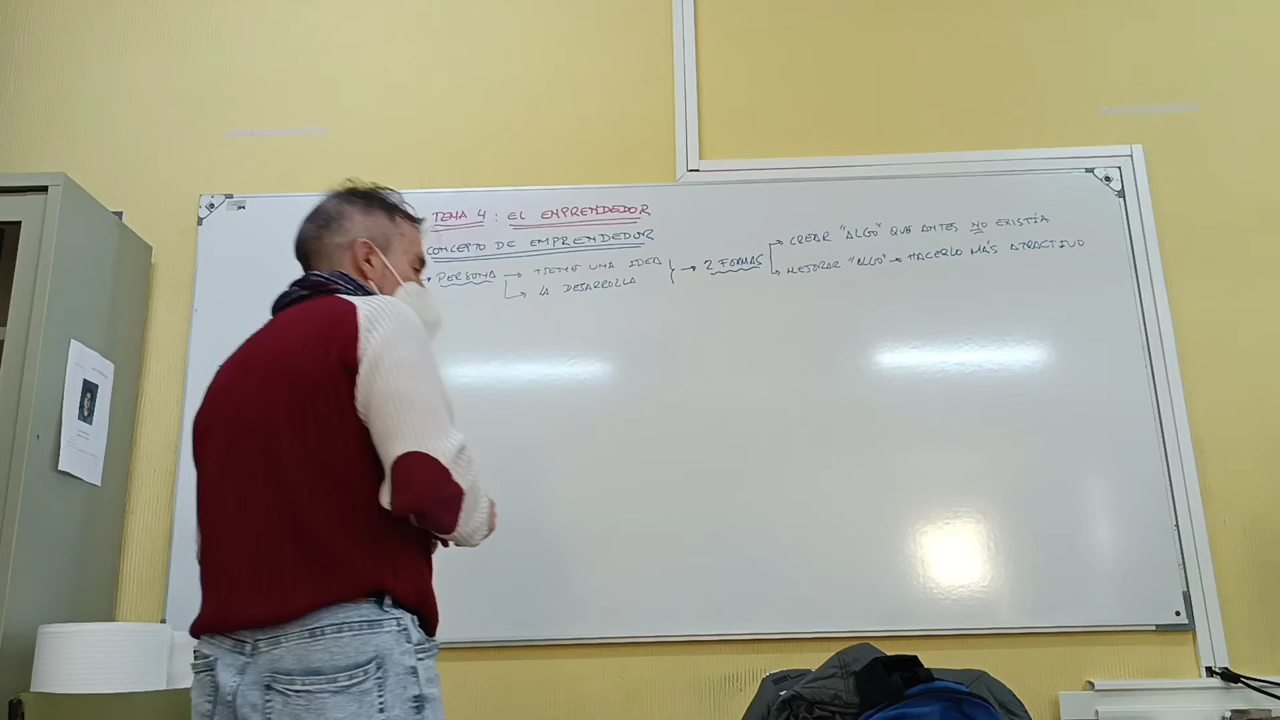 TEMA 4 : EL EMPRENDEDOR
CONCEPTO DE EMPRENDEDOR
PERSONA → TIENE UNA IDEA
→ LA DESARROLLA
} → 2 FORMAS
→ CREAR "ALGO" QUE ANTES NO EXISTÍA
→ MEJORAR "ALGO" → HACERLO MÁS ATRACTIVO